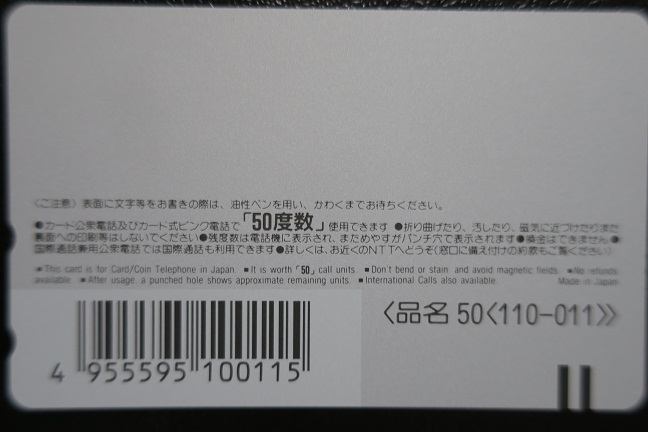 〈ご注意〉表面に文字等をお書きの際は、油性ペンを用い、かわくまでお待ちください。
●カード公衆電話及びカード式ピンク電話で「50度数」使用できます ●折り曲げたり、汚したり、磁気に近づけたりまた
裏面への印刷等はしないでください●残度数は電話機に表示され、まためやすがパンチ穴で表示されます●換金はできません●
国際通話兼用公衆電話では国際通話も利用できます●詳しくは、お近くのNTTへどうぞ（窓口に備え付けの約款もご覧ください）
■This card is for Card/Coin Telephone in Japan. ■It is worth「50」call units. ■Don't bend or stain and avoid magnetic fields. ■No refunds
available. ■After usage, a punched hole shows approximate remaining units. ■International Calls also available. Made in Japan
〈品名 50〈110-011〉〉
4 955595 100115